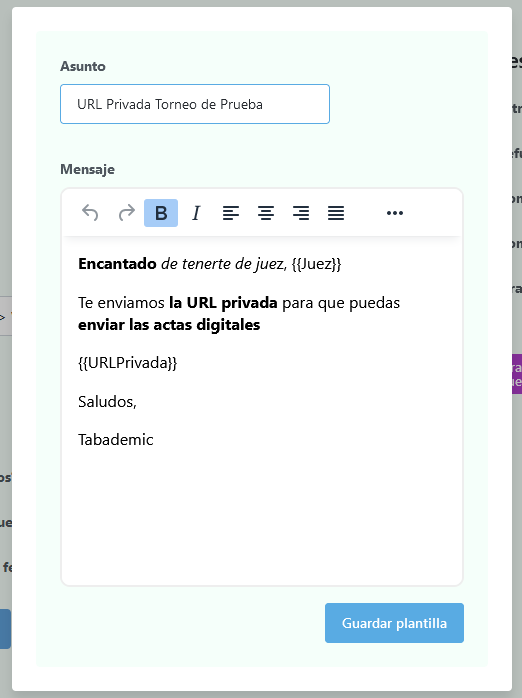 Asunto
URL Privada Torneo de Prueba
Mensaje
B I
Encantado de tenerte de juez, {{Juez}}
Te enviamos la URL privada para que puedas
enviar las actas digitales
{{URLPrivada}}
Saludos,
Tabademic
Guardar plantilla